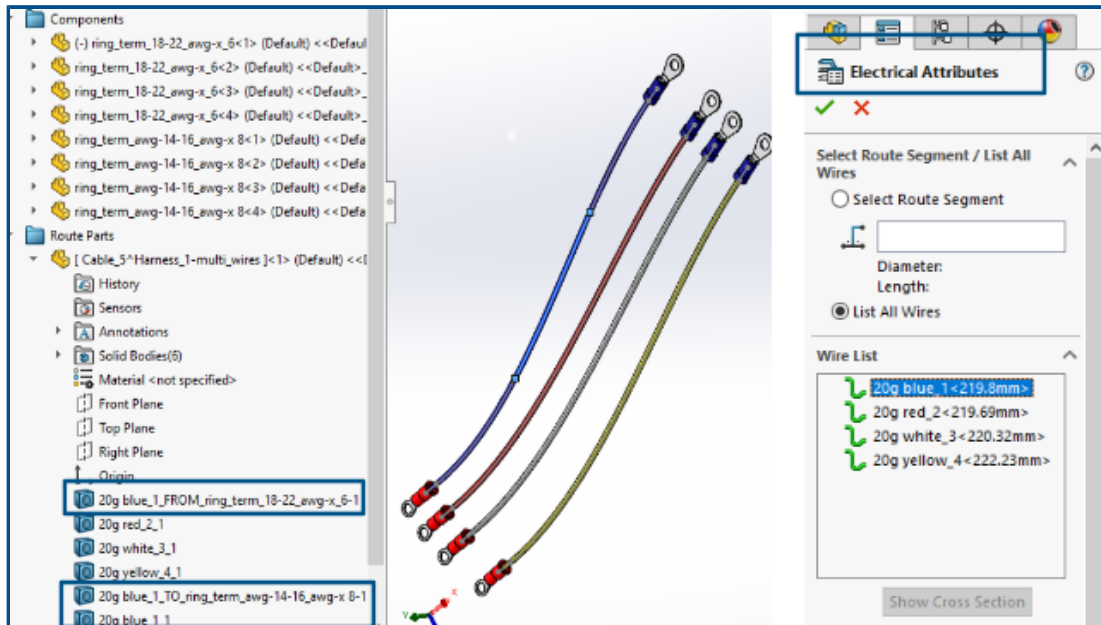 Components
(-) ring_term_18-22_awg-x_6<1> (Default) <<Defaul
ring_term_18-22_awg-x_6<2> (Default) <<Default>_
ring_term_18-22_awg-x_6<3> (Default) <<Default>_
ring_term_18-22_awg-x_6<4> (Default) <<Default>_
ring_term_awg-14-16_awg-x 8<1> (Default) <<Defa
ring_term_awg-14-16_awg-x 8<2> (Default) <<Defa
ring_term_awg-14-16_awg-x 8<3> (Default) <<Defa
ring_term_awg-14-16_awg-x 8<4> (Default) <<Defa
Route Parts
[ Cable_5^Harness_1-multi_wires ]<1> (Default) <<D
History
Sensors
Annotations
Solid Bodies(6)
Material <not specified>
Front Plane
Top Plane
Right Plane
Origin
20g blue_1_FROM_ring_term_18-22_awg-x_6-1
20g red_2_1
20g white_3_1
20g yellow_4_1
20g blue_1_TO_ring_term_awg-14-16_awg-x 8-1
20g blue_1_1
Y
X
Electrical Attributes
?
Select Route Segment / List All
Wires
Select Route Segment
Diameter:
Length:
List All Wires
Wire List
20g blue_1<219.8mm>
20g red_2<219.69mm>
20g white_3<220.32mm>
20g yellow_4<222.23mm>
Show Cross Section